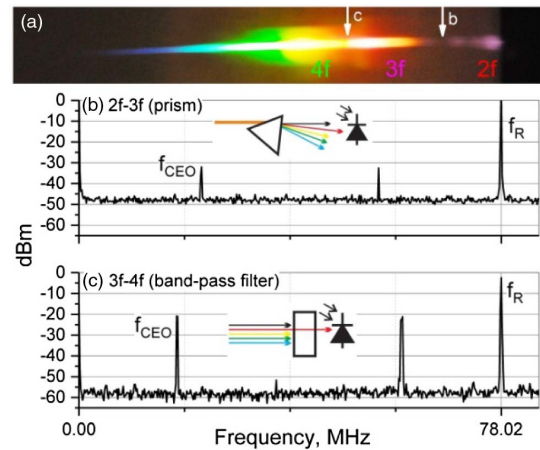 (a)
c
b
4f
3f
2f
(b) 2f-3f (prism)
0
-10
-20
-30
-40
-50
-60
f_CEO
f_R
dBm
(c) 3f-4f (band-pass filter)
0
-10
-20
-30
-40
-50
-60
f_CEO
f_R
0.00
78.02
Frequency, MHz